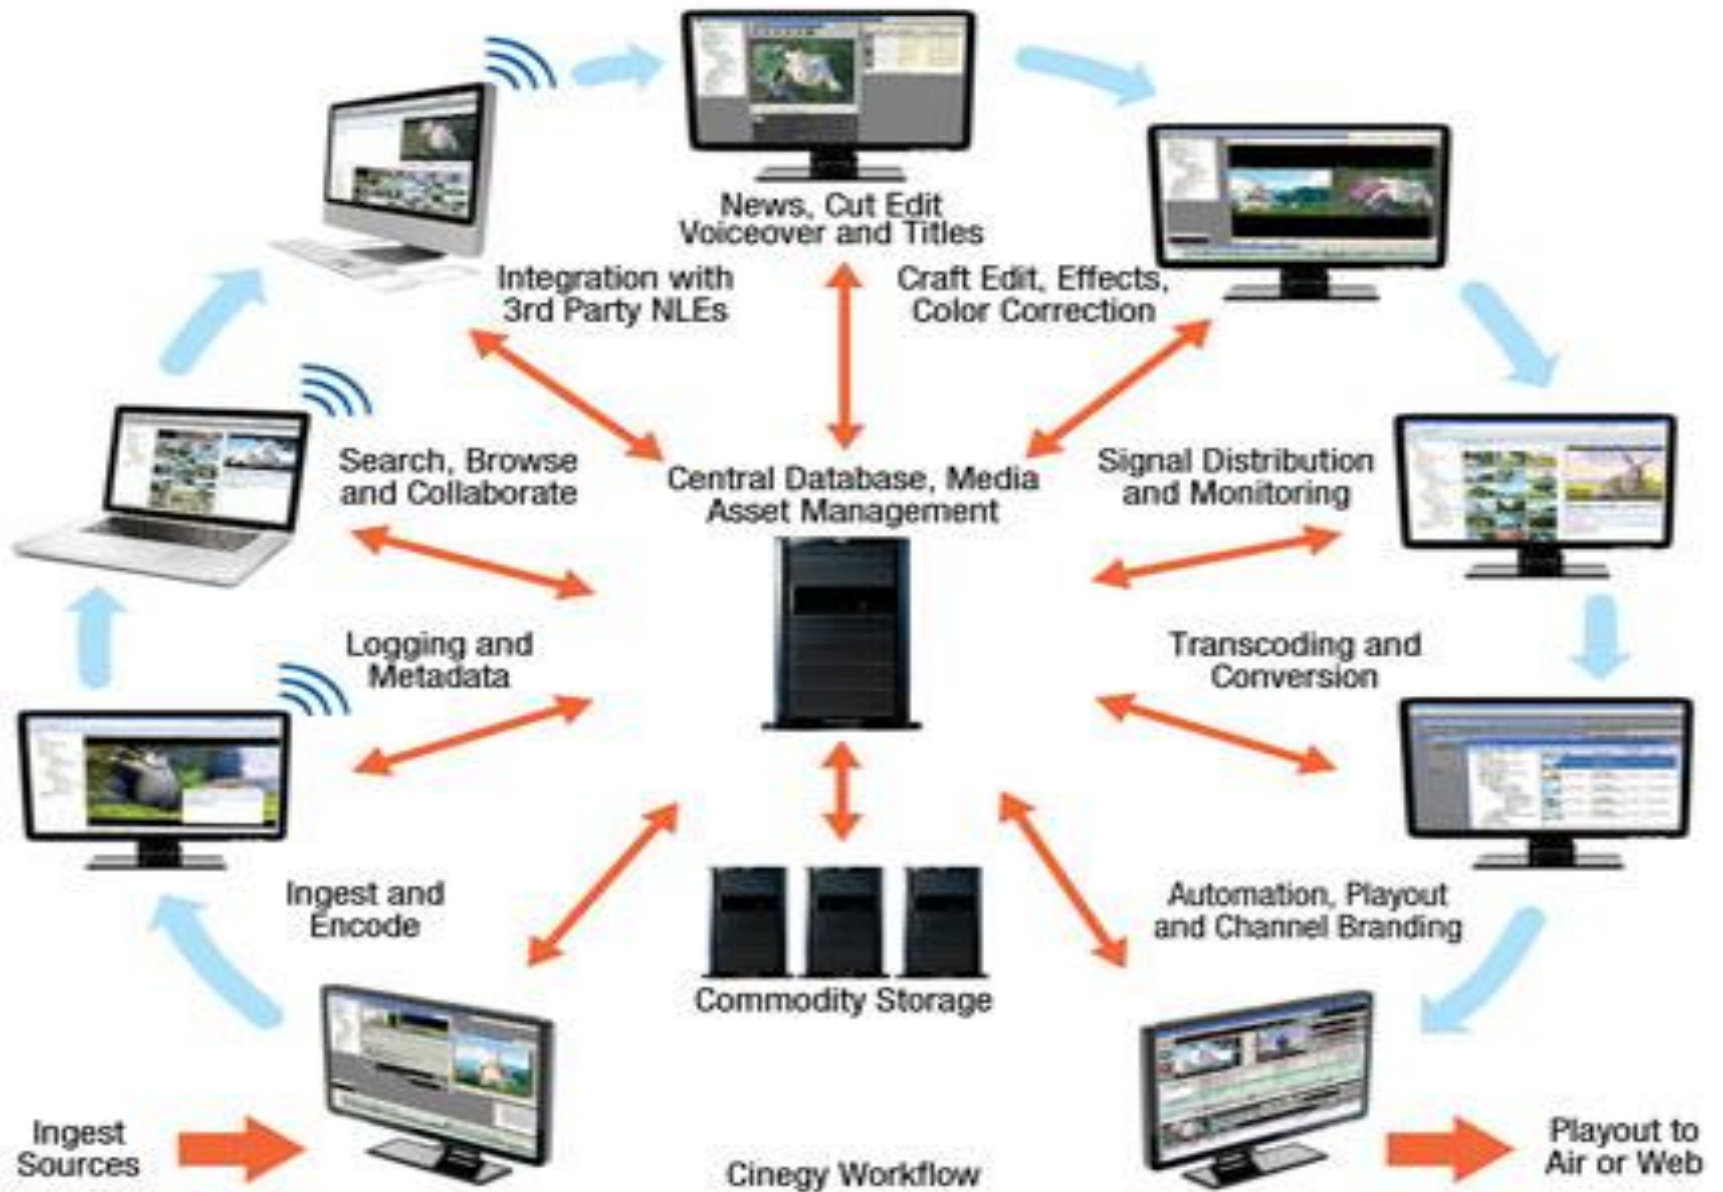 News, Cut Edit
Voiceover and Titles
Integration with
3rd Party NLEs
Craft Edit, Effects,
Color Correction
Search, Browse
and Collaborate
Central Database, Media
Asset Management
Signal Distribution
and Monitoring
Logging and
Metadata
Transcoding and
Conversion
Ingest and
Encode
Automation, Playout
and Channel Branding
Commodity Storage
Ingest
Sources
Cinegy Workflow
Playout to
Air or Web